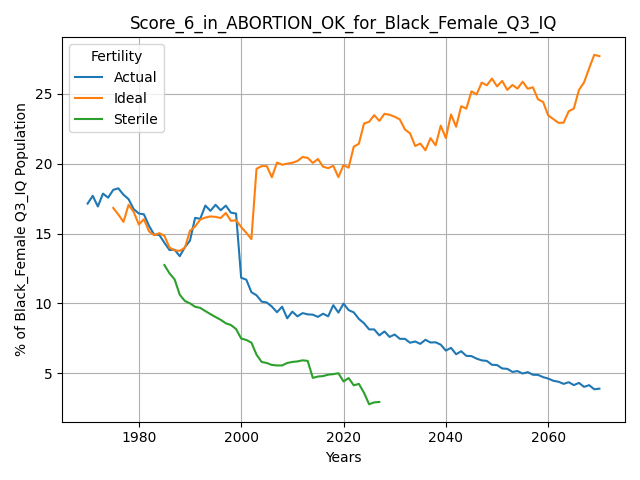 Score_6_in_ABORTION_OK_for_Black_Female_Q3_IQ
Fertility
Actual
Ideal
Sterile
% of Black_Female Q3_IQ Population
25
20
15
10
5
1980
2000
2020
2040
2060
Years